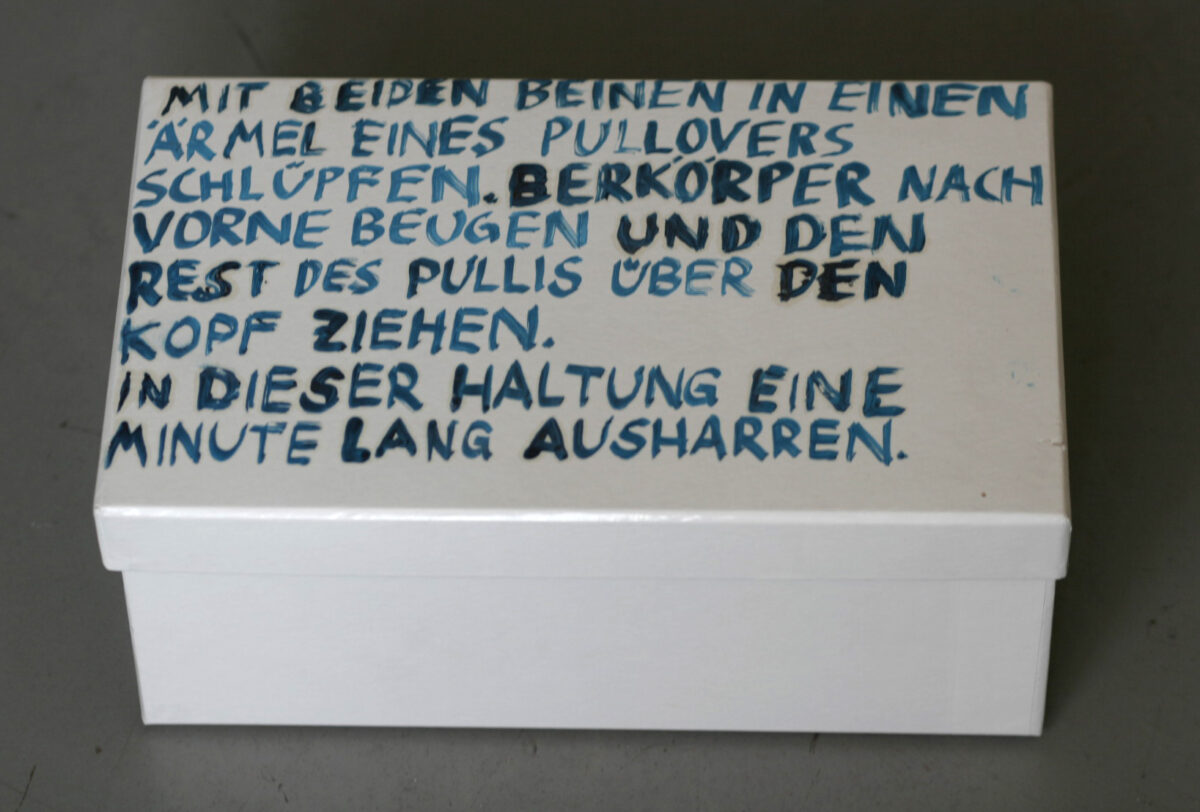 MIT BEIDEN BEINEN IN EINEN
ÄRMEL EINES PULLOVERS
SCHLÜPFEN. BERKÖRPER NACH
VORNE BEUGEN UND DEN
REST DES PULLIS ÜBER DEN
KOPF ZIEHEN.
IN DIESER HALTUNG EINE
MINUTE LANG AUSHARREN.